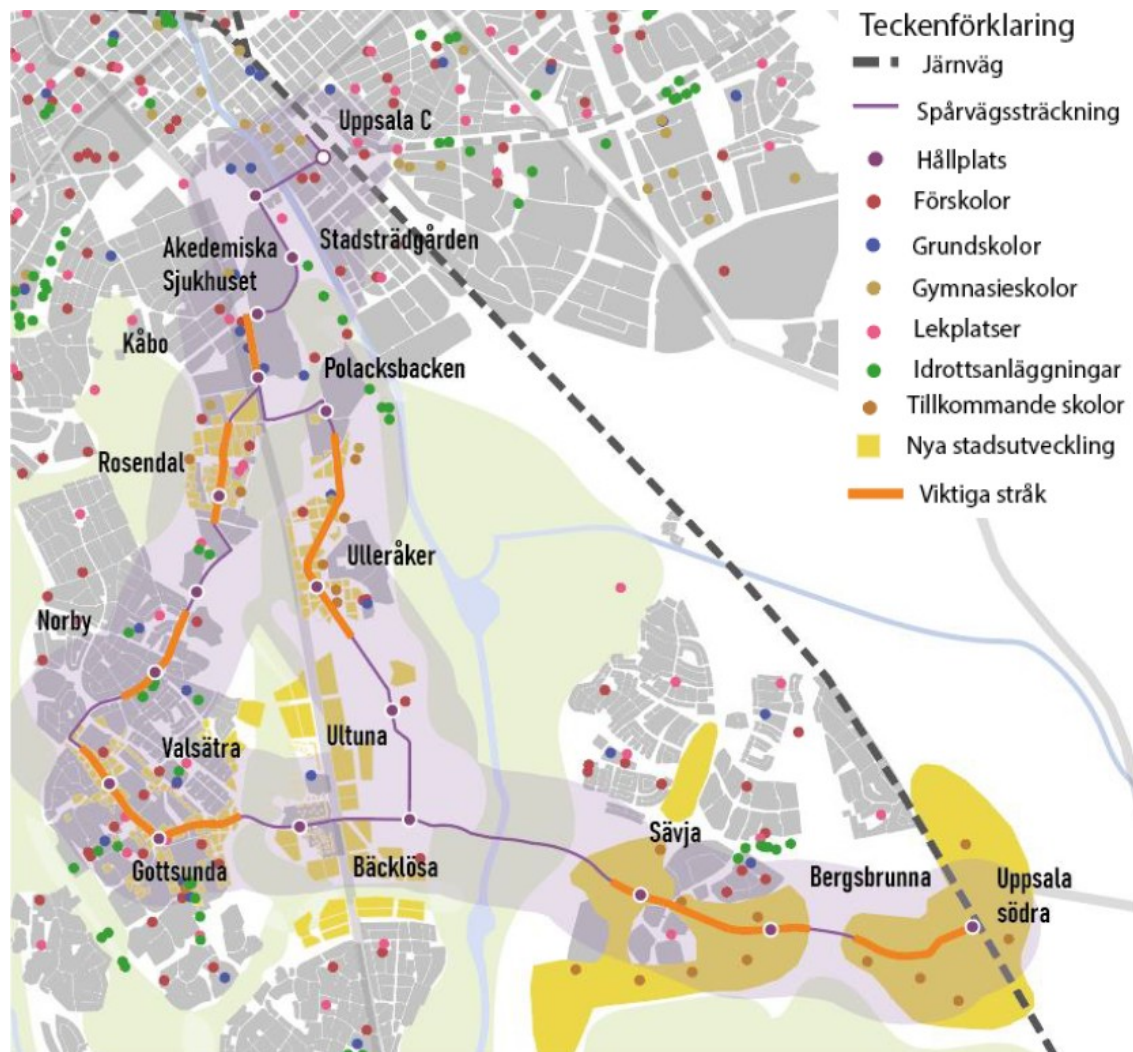 Teckenförklaring
Järnväg
Spårvägssträckning
Hållplats
Förskolor
Grundskolor
Gymnasieskolor
Lekplatser
Idrottsanläggningar
Tillkommande skolor
Nya stadsutveckling
Viktiga stråk
Uppsala C
Akedemiska
Sjukhuset
Stadsträdgården
Kåbo
Polacksbacken
Rosendal
Ulleråker
Norby
Valsätra
Ultuna
Gottsunda
Bäcklösa
Sävja
Bergsbrunna
Uppsala
södra